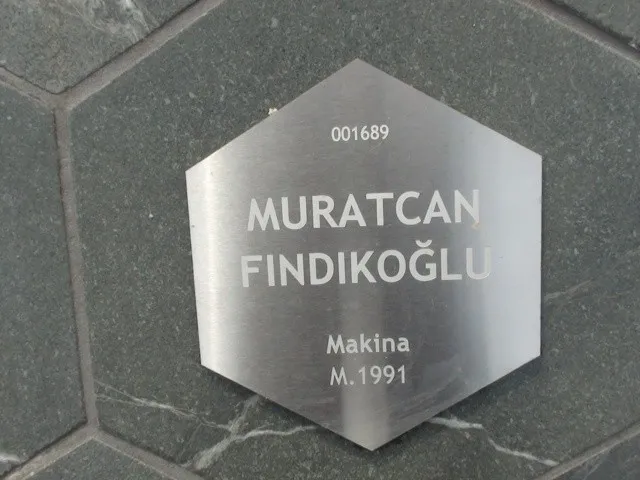 001689
MURATCAN
FINDIKOĞLU
Makina
M.1991